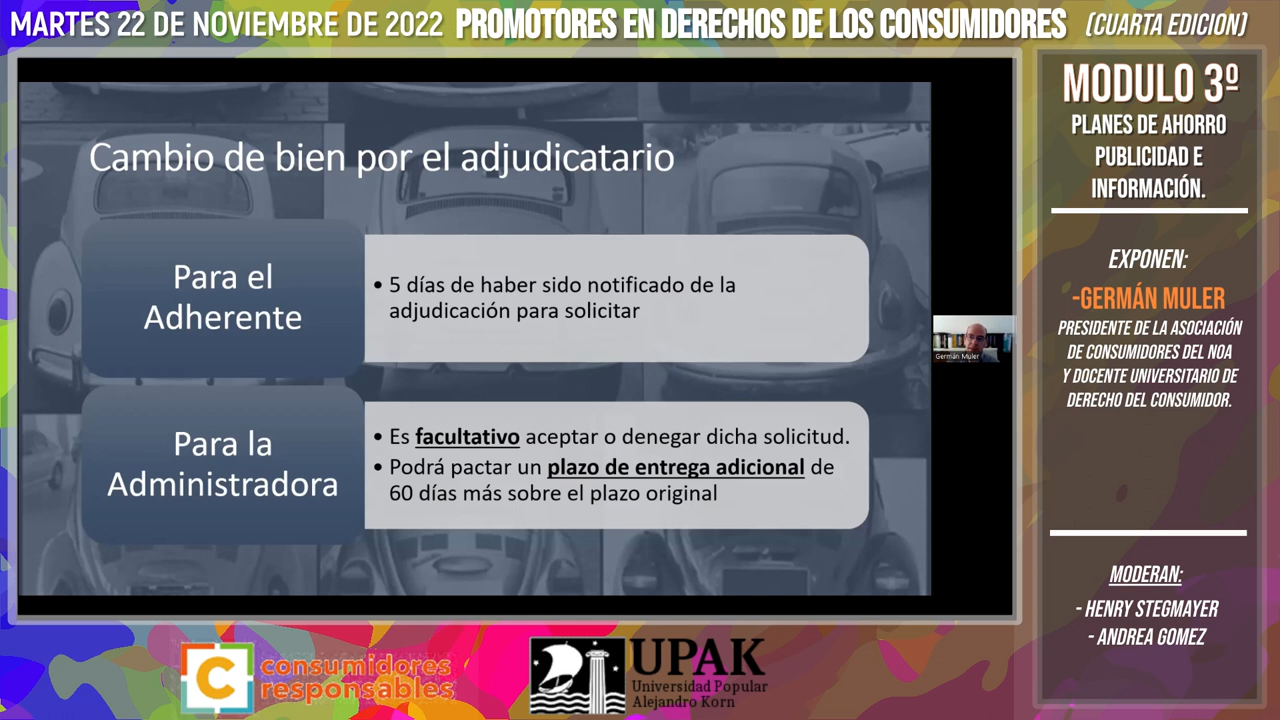 MARTES 22 DE NOVIEMBRE DE 2022 PROMOTORES EN DERECHOS DE LOS CONSUMIDORES (CUARTA EDICION)
Cambio de bien por el adjudicatario
Para el
Adherente
• 5 días de haber sido notificado de la
adjudicación para solicitar
Para la
Administradora
• Es facultativo aceptar o denegar dicha solicitud.
• Podrá pactar un plazo de entrega adicional de
60 días más sobre el plazo original
Germán Muler
MODULO 3º
PLANES DE AHORRO
PUBLICIDAD E
INFORMACIÓN.
EXPONEN:
-GERMÁN MULER
PRESIDENTE DE LA ASOCIACIÓN
DE CONSUMIDORES DEL NOA
Y DOCENTE UNIVERSITARIO DE
DERECHO DEL CONSUMIDOR.
MODERAN:
- HENRY STEGMAYER
- ANDREA GOMEZ
C consumidores
responsables
UPAK
Universidad Popular
Alejandro Korn